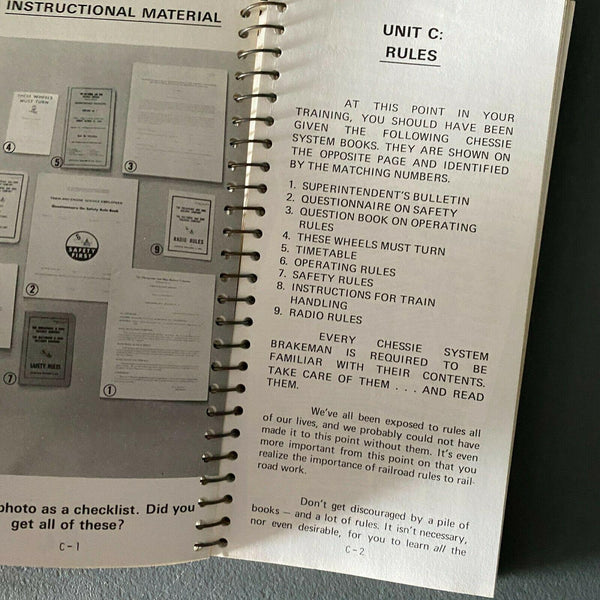 INSTRUCTIONAL MATERIAL
THESE WHEELS
MUST TURN
4
5
3
2
SAFETY
FIRST
RADIO RULES
9
SAFETY RULES
7
1
photo as a checklist. Did you
get all of these?
C-1
UNIT C:
RULES
AT THIS POINT IN YOUR
TRAINING, YOU SHOULD HAVE BEEN
GIVEN THE FOLLOWING CHESSIE
SYSTEM BOOKS. THEY ARE SHOWN ON
THE OPPOSITE PAGE AND IDENTIFIED
BY THE MATCHING NUMBERS.
1. SUPERINTENDENT'S BULLETIN
2. QUESTIONNAIRE ON SAFETY
3. QUESTION BOOK ON OPERATING
RULES
4. THESE WHEELS MUST TURN
5. TIMETABLE
6. OPERATING RULES
7. SAFETY RULES
8. INSTRUCTIONS FOR TRAIN
HANDLING
9. RADIO RULES
EVERY CHESSIE SYSTEM
BRAKEMAN IS REQUIRED TO BE
FAMILIAR WITH THEIR CONTENTS.
TAKE CARE OF THEM . . . AND READ
THEM.
We've all been exposed to rules all
of our lives, and we probably could not have
made it to this point without them. It's even
more important from this point on that you
realize the importance of railroad rules to rail-
road work.
Don't get discouraged by a pile of
books — and a lot of rules. It isn't necessary,
nor even desirable, for you to learn all the
C-2